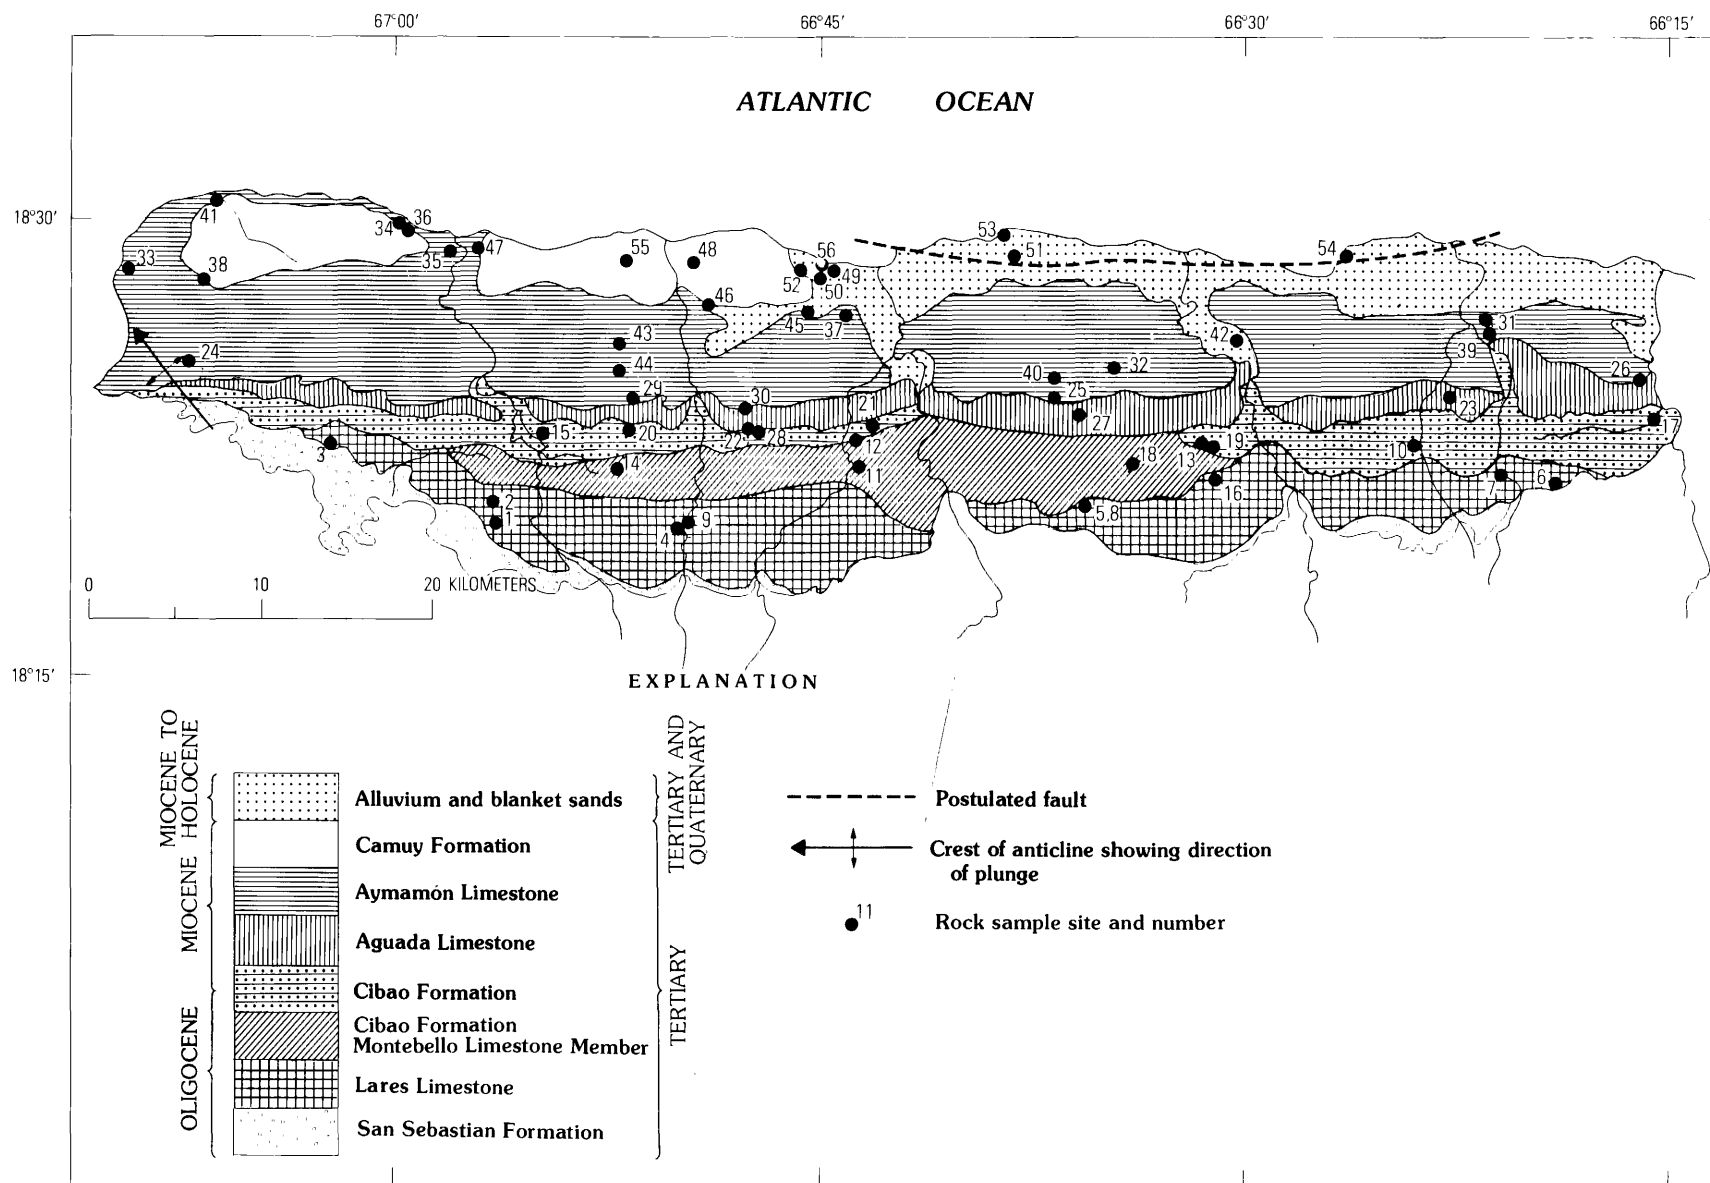 67°00′ 66°45′ 66°30′ 66°15′
ATLANTIC OCEAN
18°30′
41
34
36
35
47
33
38
55
48
56
52
49
50
53
51
54
46
45
37
43
44
42
31
39
24
40
32
25
26
29
30
2
27
23
17
15
20
22
28
12
19
13
10
3
4
11
18
16
7
6
2
1
9
4
5,8
0 10 20 KILOMETERS
18°15′
EXPLANATION
MIOCENE TO
HOLOCENE
MIOCENE
OLIGOCENE
TERTIARY AND
QUATERNARY
TERTIARY
Alluvium and blanket sands
Camuy Formation
Aymamón Limestone
Aguada Limestone
Cibao Formation
Cibao Formation
Montebello Limestone Member
Lares Limestone
San Sebastian Formation
Postulated fault
Crest of anticline showing direction
of plunge
11
Rock sample site and number